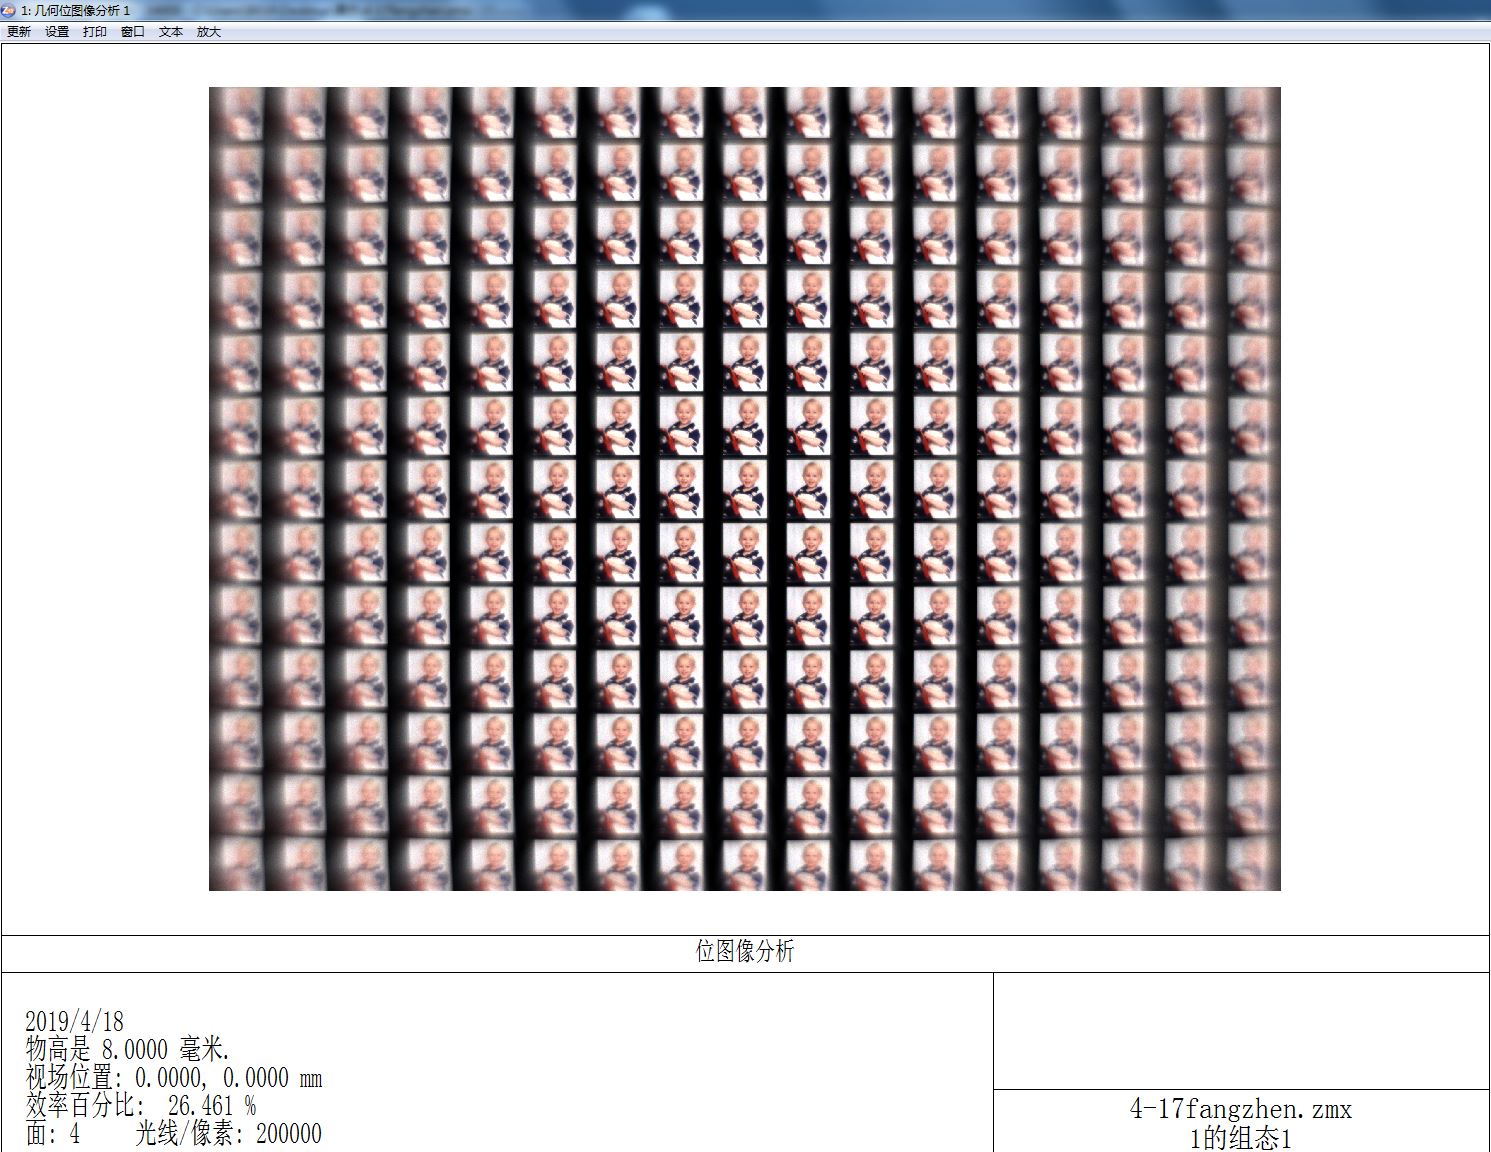 1: 几何位图像分析 1
更新 设置 打印 窗口 文本 放大
位图像分析
2019/4/18
物高是 8.0000 毫米.
视场位置: 0.0000, 0.0000 mm
效率百分比: 26.461 %
面: 4 光线/像素: 200000
4-17fangzhen.zmx
1的组态1